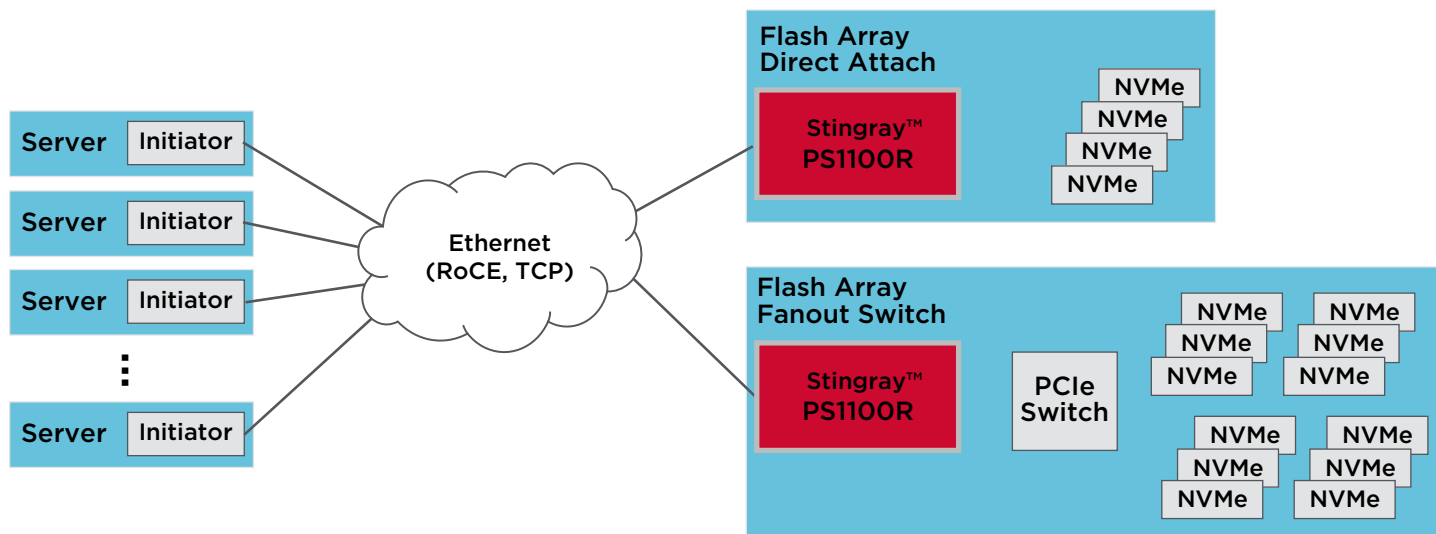 Server
Initiator
Server
Initiator
Server
Initiator
⋮
Server
Initiator
Ethernet
(RoCE, TCP)
Flash Array
Direct Attach
Stingray™
PS1100R
NVMe
NVMe
NVMe
NVMe
Flash Array
Fanout Switch
Stingray™
PS1100R
PCIe
Switch
NVMe
NVMe
NVMe
NVMe
NVMe
NVMe
NVMe
NVMe
NVMe
NVMe
NVMe
NVMe